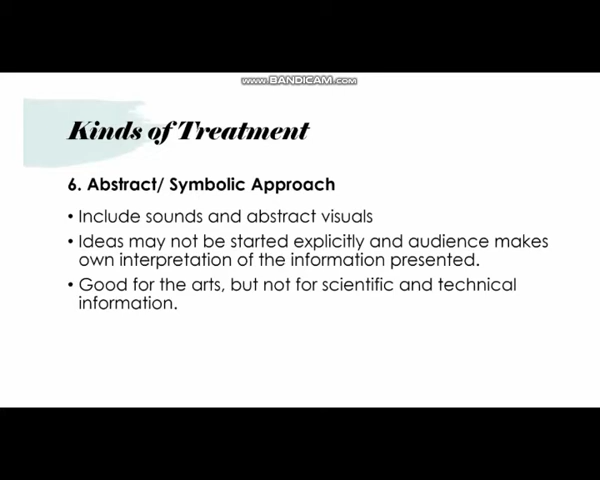 www.BANDICAM.com
Kinds of Treatment
6. Abstract/ Symbolic Approach
• Include sounds and abstract visuals
• Ideas may not be started explicitly and audience makes
own interpretation of the information presented.
• Good for the arts, but not for scientific and technical
information.